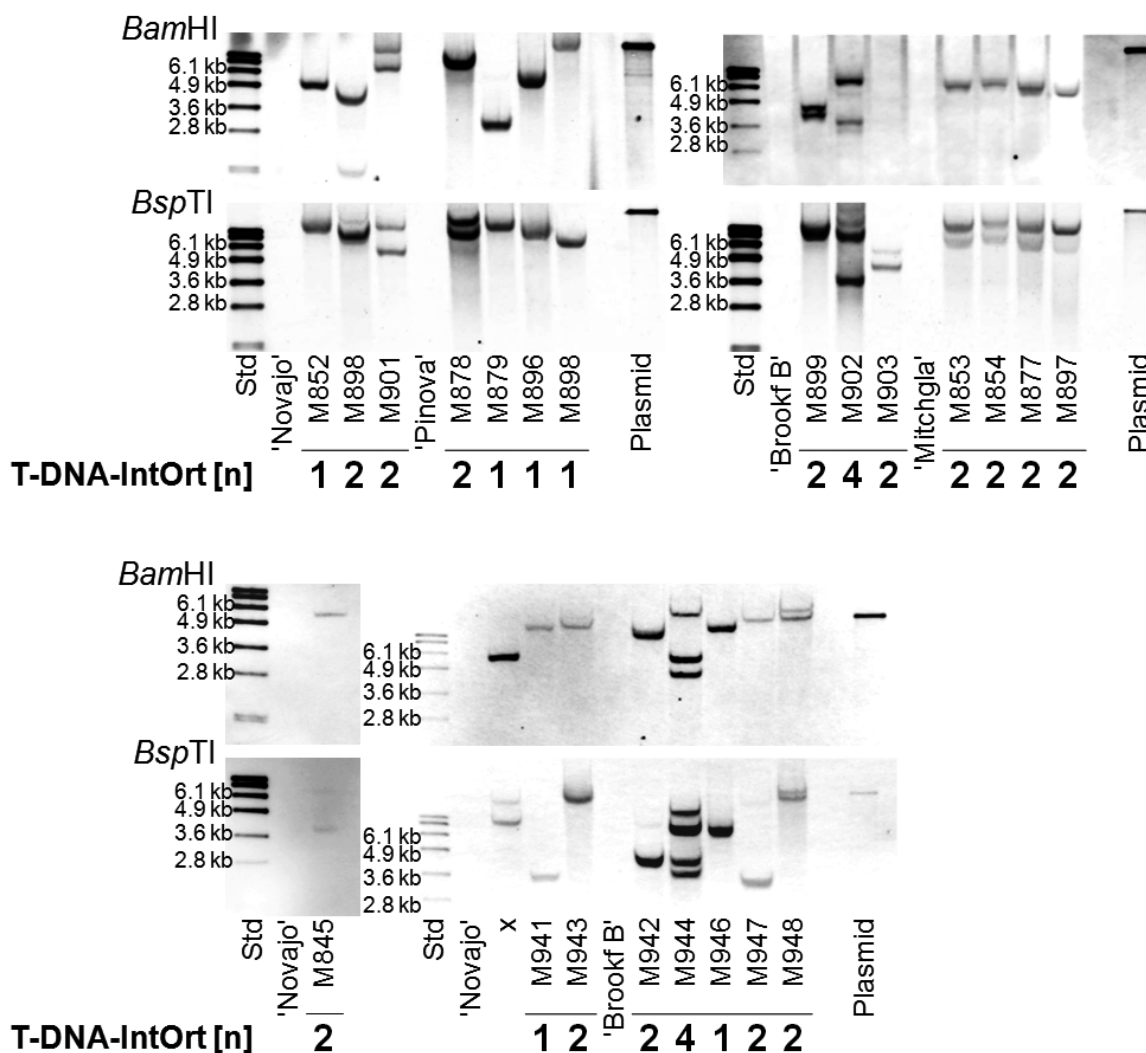 BamHI
6.1 kb
4.9 kb
3.6 kb
2.8 kb
6.1 kb
4.9 kb
3.6 kb
2.8 kb
BspTI
6.1 kb
4.9 kb
3.6 kb
2.8 kb
6.1 kb
4.9 kb
3.6 kb
2.8 kb
Std
'Novajo'
M852
M898
M901
'Pinova'
M878
M879
M896
M898
Plasmid
Std
'Brookf B'
M899
M902
M903
'Mitchgla'
M853
M854
M877
M897
Plasmid
T-DNA-IntOrt [n] 1 2 2 2 1 1 1 2 4 2 2 2 2 2
BamHI
6.1 kb
4.9 kb
3.6 kb
2.8 kb
6.1 kb
4.9 kb
3.6 kb
2.8 kb
BspTI
6.1 kb
4.9 kb
3.6 kb
2.8 kb
6.1 kb
4.9 kb
3.6 kb
2.8 kb
Std
'Novajo'
M845
Std
'Novajo'
x
M941
M943
'Brookf B'
M942
M944
M946
M947
M948
Plasmid
T-DNA-IntOrt [n] 2 1 2 2 4 1 2 2